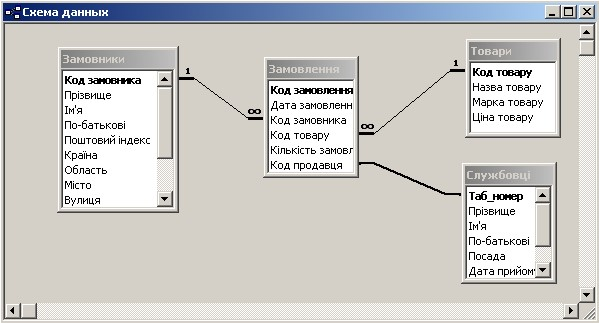 Схема данных
Замовники
Код замовника
Прізвище
Ім'я
По-батькові
Поштовий індекс
Країна
Область
Місто
Вулиця
1
∞
Замовлення
Код замовлення
Дата замовленн
Код замовника
Код товару
Кількість замовл
Код продавця
∞
1
Товари
Код товару
Назва товару
Марка товару
Ціна товару
Службовці
Таб_номер
Прізвище
Ім'я
По-батькові
Посада
Дата прийому